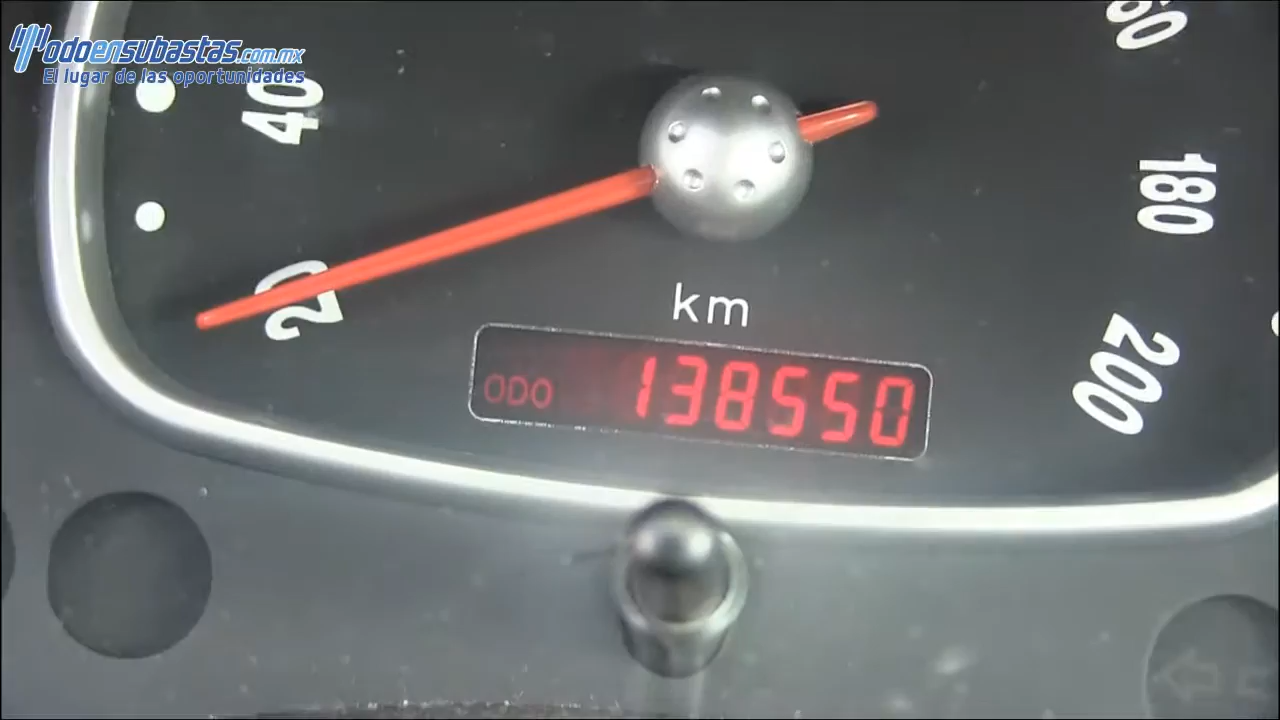 Todoensubastas.com.mx
El lugar de las oportunidades
40
20
km
ODO 138550
180
200